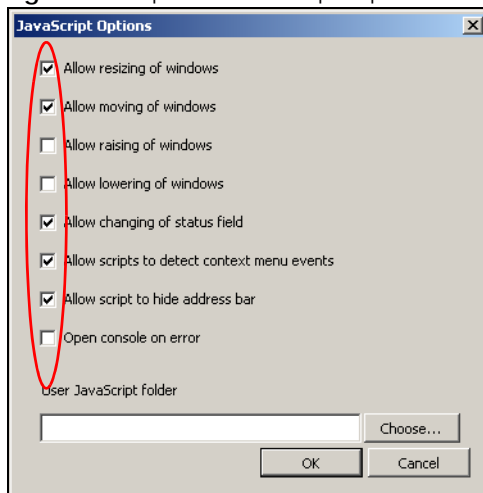 JavaScript Options
Allow resizing of windows
Allow moving of windows
Allow raising of windows
Allow lowering of windows
Allow changing of status field
Allow scripts to detect context menu events
Allow script to hide address bar
Open console on error
User JavaScript folder
Choose...
OK
Cancel